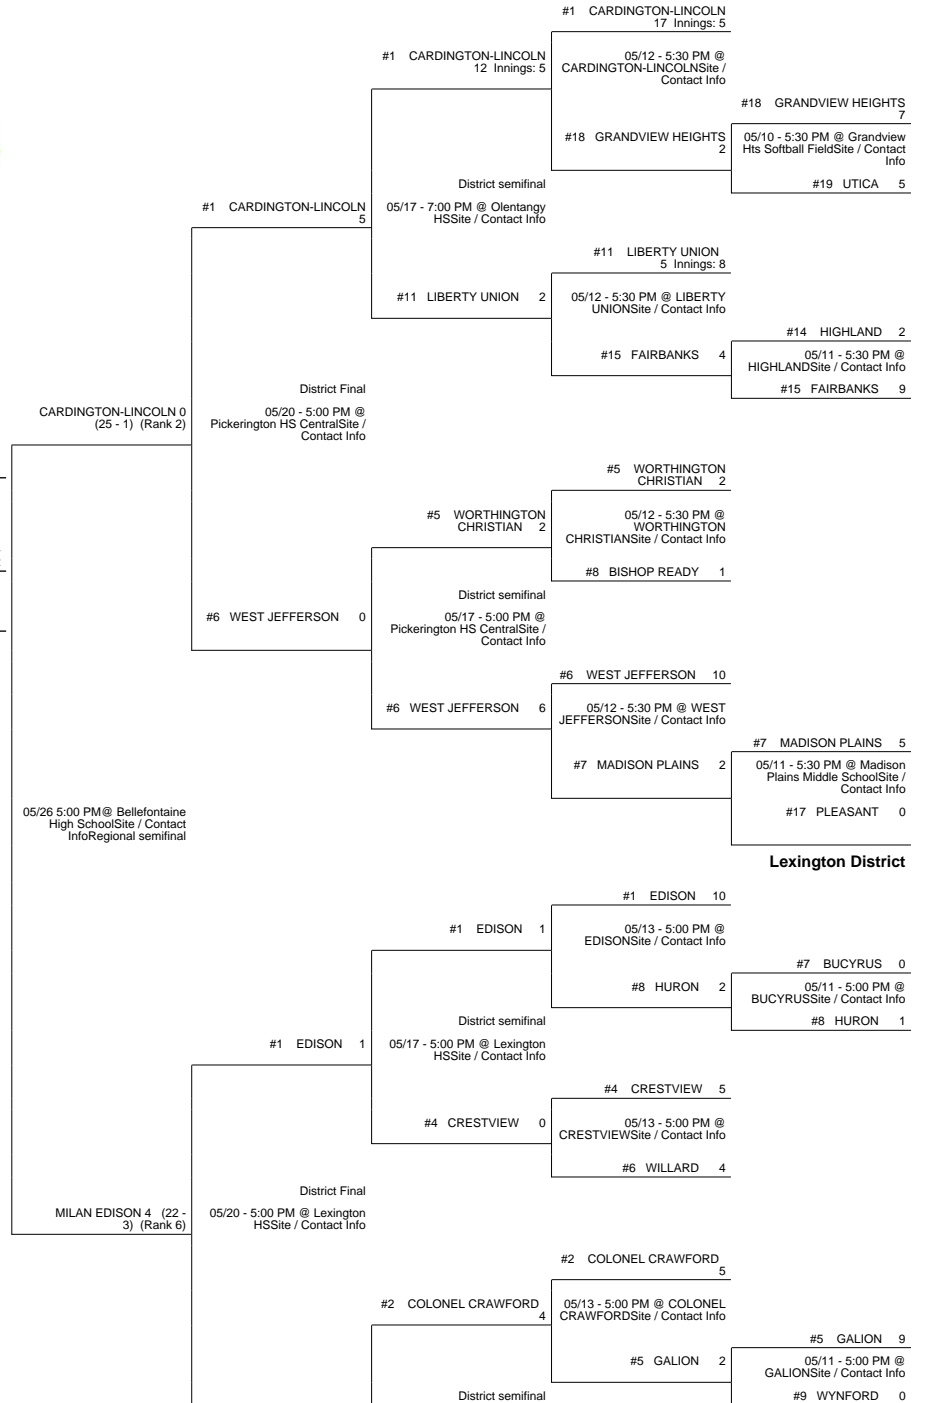 #1 CARDINGTON-LINCOLN
17 Innings: 5
#1 CARDINGTON-LINCOLN
12 Innings: 5
05/12 - 5:30 PM @
CARDINGTON-LINCOLNSite /
Contact Info
#18 GRANDVIEW HEIGHTS
7
#18 GRANDVIEW HEIGHTS
2
05/10 - 5:30 PM @ Grandview
Hts Softball FieldSite / Contact
Info
#19 UTICA 5
District semifinal
05/17 - 7:00 PM @ Olentangy
HSSite / Contact Info
#1 CARDINGTON-LINCOLN
5
#11 LIBERTY UNION
5 Innings: 8
#11 LIBERTY UNION 2
05/12 - 5:30 PM @ LIBERTY
UNIONSite / Contact Info
#14 HIGHLAND 2
#15 FAIRBANKS 4
05/11 - 5:30 PM @
HIGHLANDSite / Contact Info
#15 FAIRBANKS 9
District Final
05/20 - 5:00 PM @
Pickerington HS CentralSite /
Contact Info
CARDINGTON-LINCOLN 0
(25 - 1) (Rank 2)
#5 WORTHINGTON
CHRISTIAN 2
#5 WORTHINGTON
CHRISTIAN 2
05/12 - 5:30 PM @
WORTHINGTON
CHRISTIANSite / Contact Info
#8 BISHOP READY 1
District semifinal
05/17 - 5:00 PM @
Pickerington HS CentralSite /
Contact Info
#6 WEST JEFFERSON 0
#6 WEST JEFFERSON 10
#6 WEST JEFFERSON 6
05/12 - 5:30 PM @ WEST
JEFFERSONSite / Contact Info
#7 MADISON PLAINS 5
#7 MADISON PLAINS 2
05/11 - 5:30 PM @ Madison
Plains Middle SchoolSite /
Contact Info
#17 PLEASANT 0
05/26 5:00 PM@ Bellefontaine
High SchoolSite / Contact
InfoRegional semifinal
Lexington District
#1 EDISON 10
#1 EDISON 1
05/13 - 5:00 PM @
EDISONSite / Contact Info
#7 BUCYRUS 0
#8 HURON 2
05/11 - 5:00 PM @
BUCYRUSSite / Contact Info
#8 HURON 1
District semifinal
05/17 - 5:00 PM @ Lexington
HSSite / Contact Info
#1 EDISON 1
#4 CRESTVIEW 5
#4 CRESTVIEW 0
05/13 - 5:00 PM @
CRESTVIEWSite / Contact Info
#6 WILLARD 4
District Final
05/20 - 5:00 PM @ Lexington
HSSite / Contact Info
MILAN EDISON 4 (22 -
3) (Rank 6)
#2 COLONEL CRAWFORD
5
#2 COLONEL CRAWFORD
4
05/13 - 5:00 PM @ COLONEL
CRAWFORDSite / Contact Info
#5 GALION 9
#5 GALION 2
05/11 - 5:00 PM @
GALIONSite / Contact Info
#9 WYNFORD 0
District semifinal